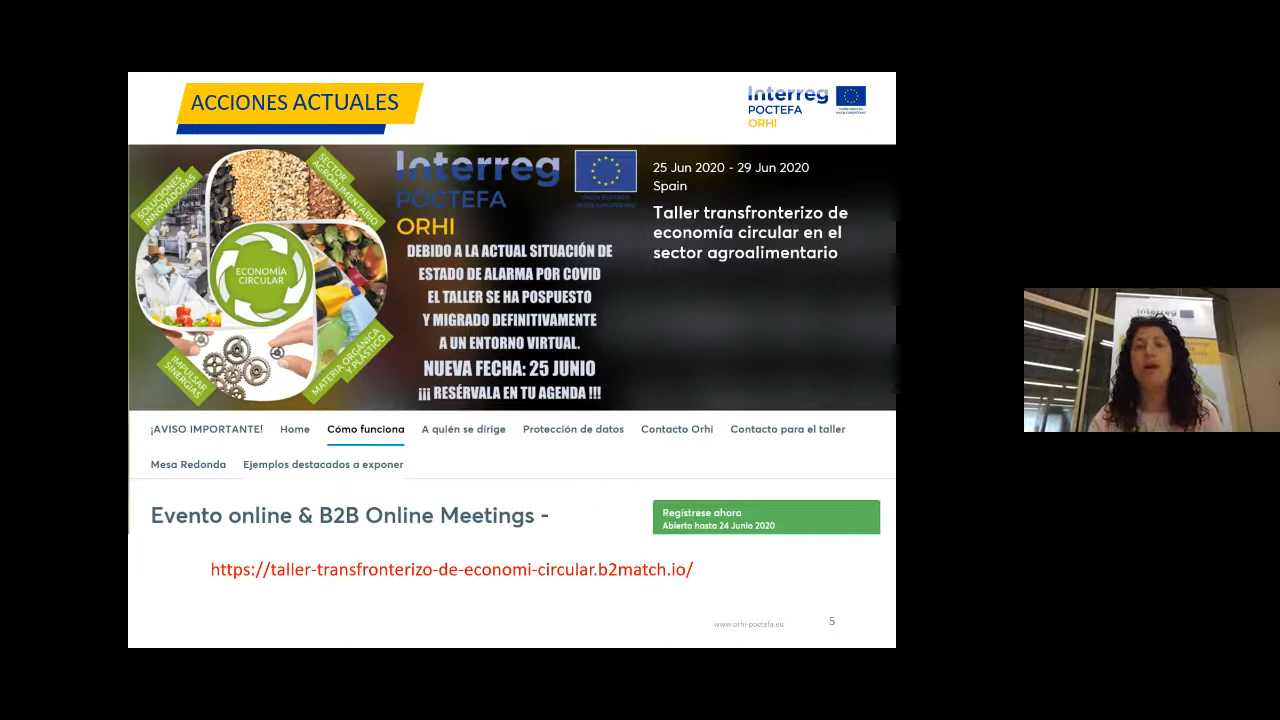 ACCIONES ACTUALES
Interreg
POCTEFA
ORHI
SOLUCIONES INNOVADORAS
SECTOR AGROALIMENTARIO
ECONOMÍA
CIRCULAR
IMPULSAR SINERGIAS
MATERIA ORGÁNICA Y PLÁSTICO
Interreg
POCTEFA
ORHI
DEBIDO A LA ACTUAL SITUACIÓN DE
ESTADO DE ALARMA POR COVID
EL TALLER SE HA POSPUESTO
Y MIGRADO DEFINITIVAMENTE
A UN ENTORNO VIRTUAL.
NUEVA FECHA: 25 JUNIO
¡¡¡ RESÉRVALA EN TU AGENDA !!!
25 Jun 2020 - 29 Jun 2020
Spain
Taller transfronterizo de
economía circular en el
sector agroalimentario
¡AVISO IMPORTANTE! Home Cómo funciona A quién se dirige Protección de datos Contacto Orhi Contacto para el taller
Mesa Redonda Ejemplos destacados a exponer
Evento online & B2B Online Meetings -
Regístrese ahora
Abierto hasta 24 Junio 2020
https://taller-transfronterizo-de-economi-circular.b2match.io/
www.orhi-poctefa.eu
5
Interreg